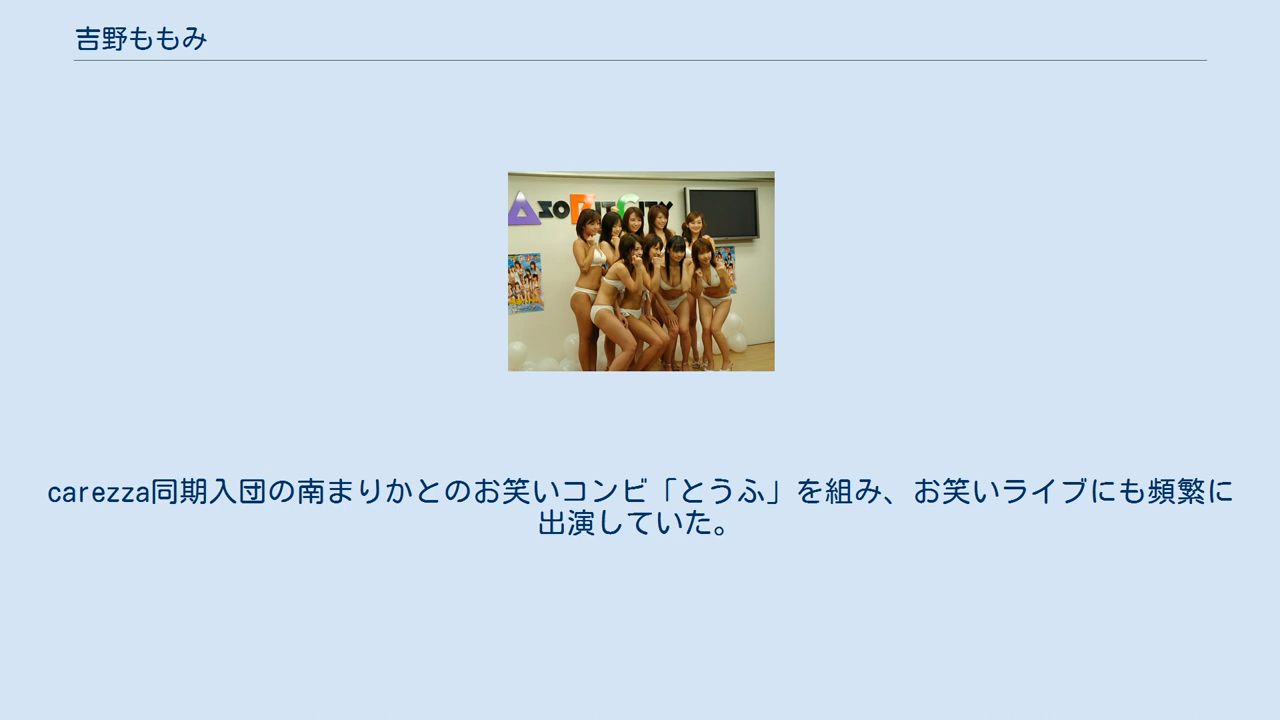 吉野ももみ
ASOBITCITY
carezza同期入団の南まりかとのお笑いコンビ「とうふ」を組み、お笑いライブにも頻繁に
出演していた。